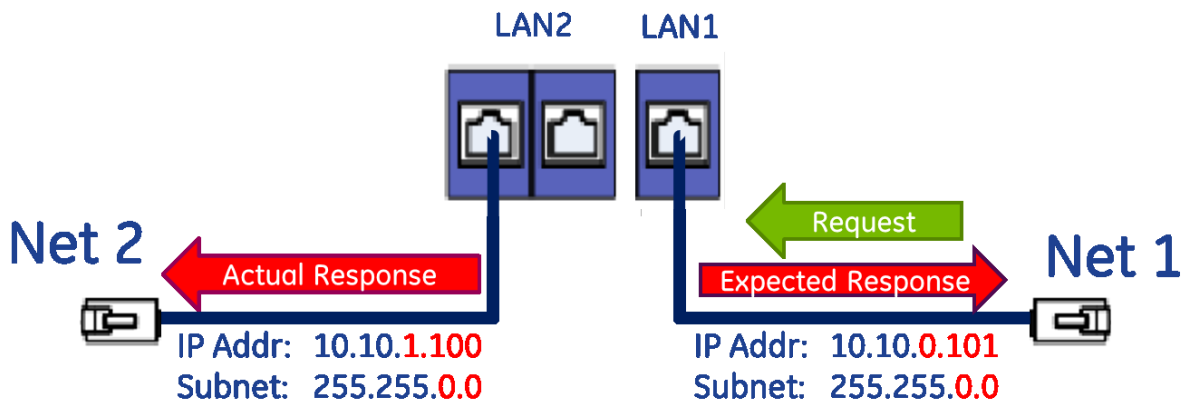 LAN2 LAN1
Request
Net 2 Net 1
Actual Response Expected Response
IP Addr: 10.10.1.100 IP Addr: 10.10.0.101
Subnet: 255.255.0.0 Subnet: 255.255.0.0